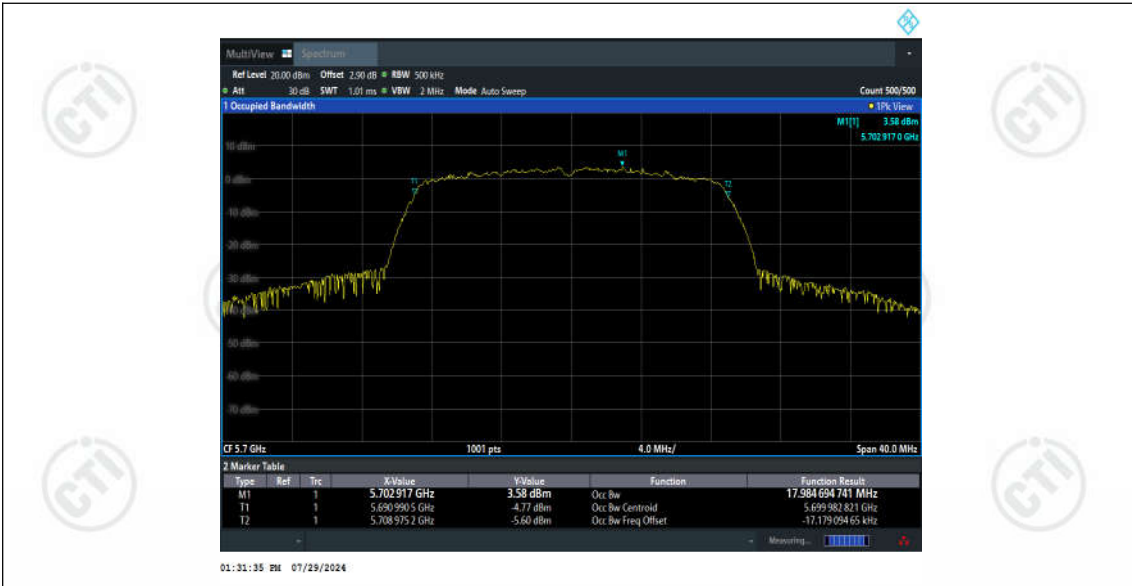 MultiView Spectrum
Ref Level 20.00 dBm Offset 2.90 dB RBW 500 kHz
Att 30 dB SWT 1.01 ms VBW 2 MHz Mode Auto Sweep Count 500/500
1 Occupied Bandwidth 1Pk View
M1[1] 3.58 dBm
5.702 917 0 GHz
10 dBm
M1
0 dBm
T1
T2
-10 dBm
-20 dBm
-30 dBm
-40 dBm
-50 dBm
-60 dBm
-70 dBm
CF 5.7 GHz 1001 pts 4.0 MHz/ Span 40.0 MHz
2 Marker Table
Type Ref Trc X-Value Y-Value Function Function Result
M1 1 5.702 917 GHz 3.58 dBm Occ Bw 17.984 694 741 MHz
T1 1 5.690 990 5 GHz -4.77 dBm Occ Bw Centroid 5.699 982 821 GHz
T2 1 5.708 975 2 GHz -5.60 dBm Occ Bw Freq Offset -17.179 094 65 kHz
Measuring...
01:31:35 PM 07/29/2024
CTI
CTI
CTI
CTI